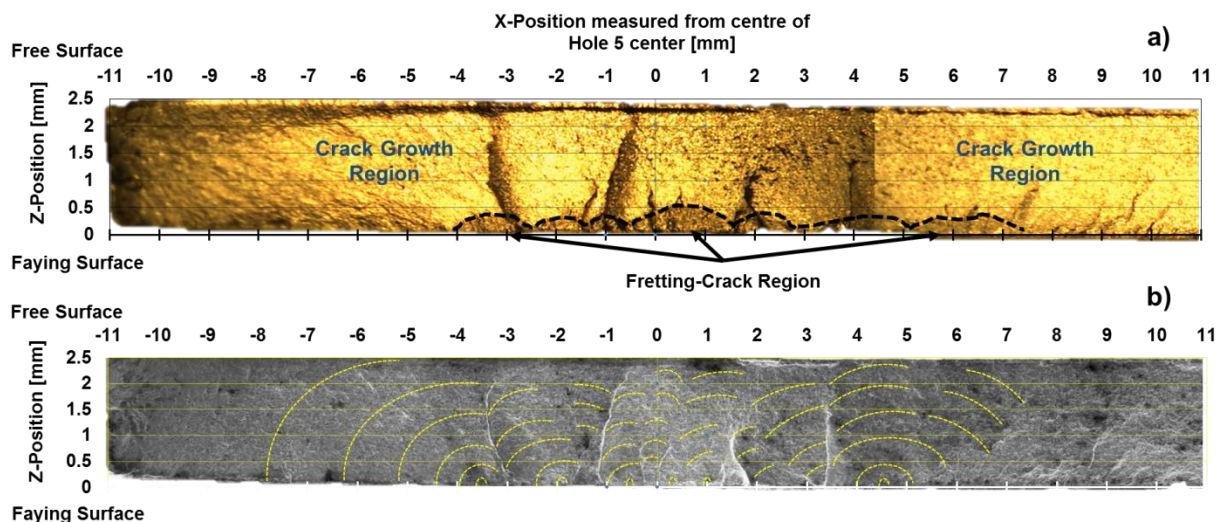 X-Position measured from centre of
Hole 5 center [mm]
a)
Free Surface
-11 -10 -9 -8 -7 -6 -5 -4 -3 -2 -1 0 1 2 3 4 5 6 7 8 9 10 11
Z-Position [mm]
2.5
2
1.5
1
0.5
0
Crack Growth
Region
Crack Growth
Region
Faying Surface
Fretting-Crack Region
b)
Free Surface
-11 -10 -9 -8 -7 -6 -5 -4 -3 -2 -1 0 1 2 3 4 5 6 7 8 9 10 11
Z-Position [mm]
2.5
2
1.5
1
0.5
0
Faying Surface